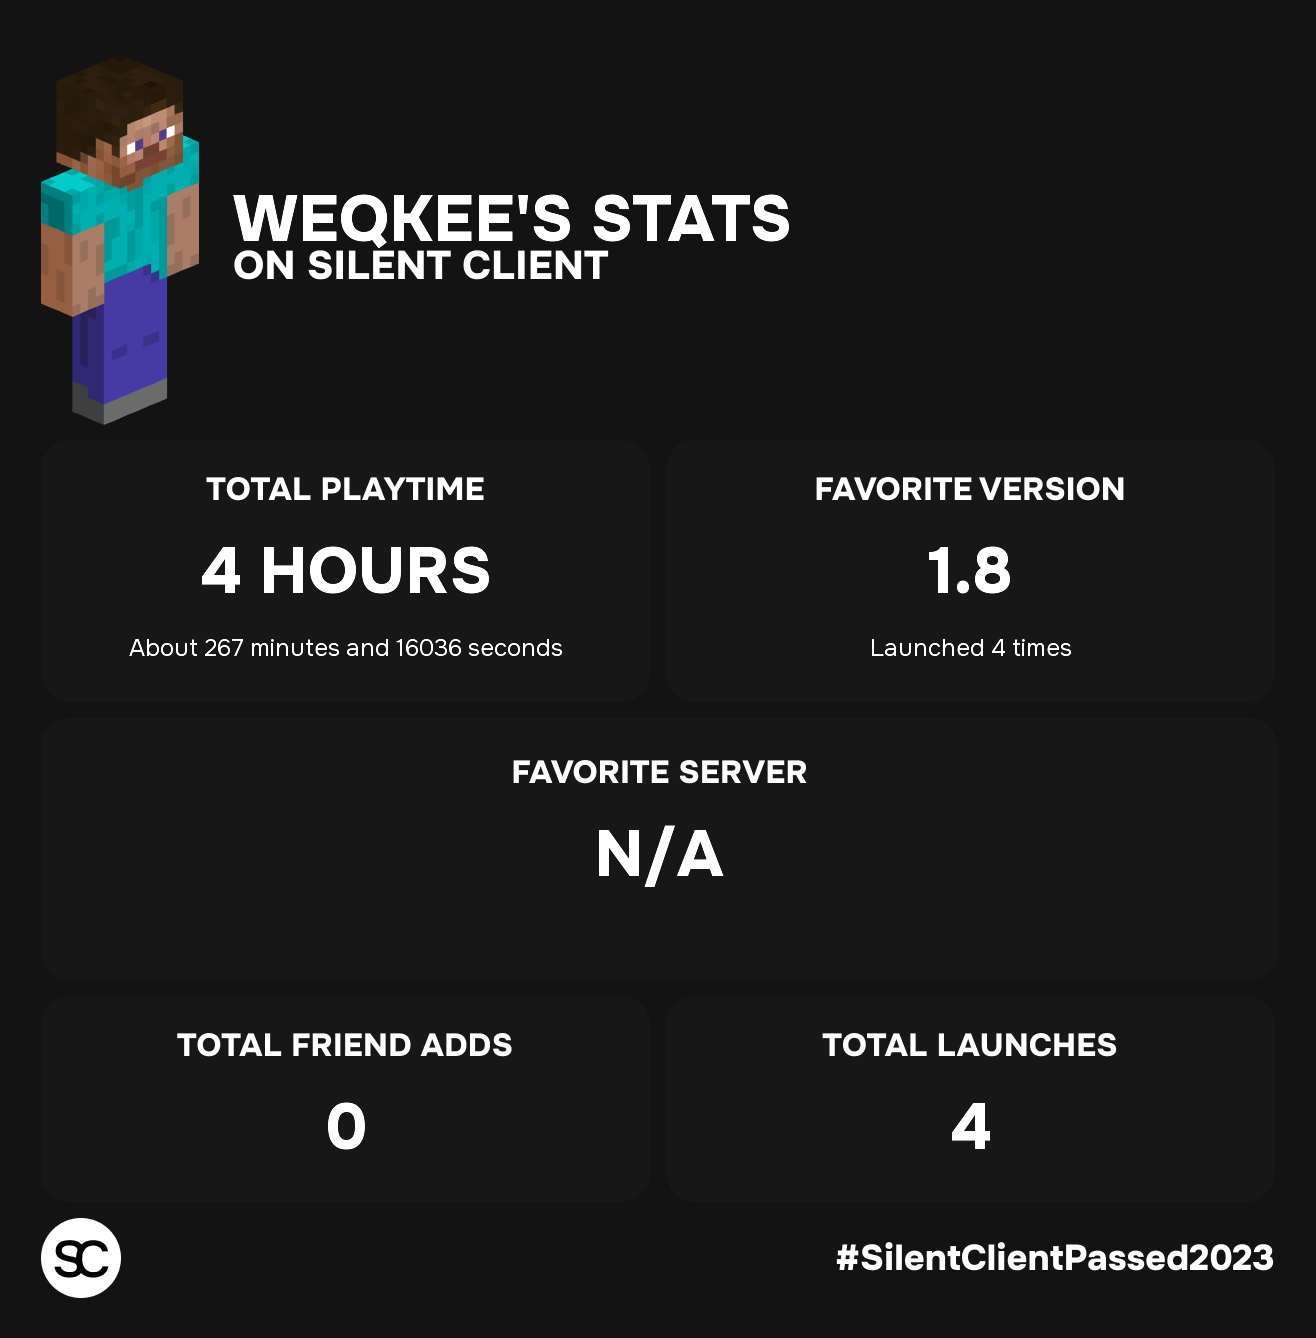 WEQKEE'S STATS
ON SILENT CLIENT
TOTAL PLAYTIME
4 HOURS
About 267 minutes and 16036 seconds
FAVORITE VERSION
1.8
Launched 4 times
FAVORITE SERVER
N/A
TOTAL FRIEND ADDS
0
TOTAL LAUNCHES
4
SC
#SilentClientPassed2023